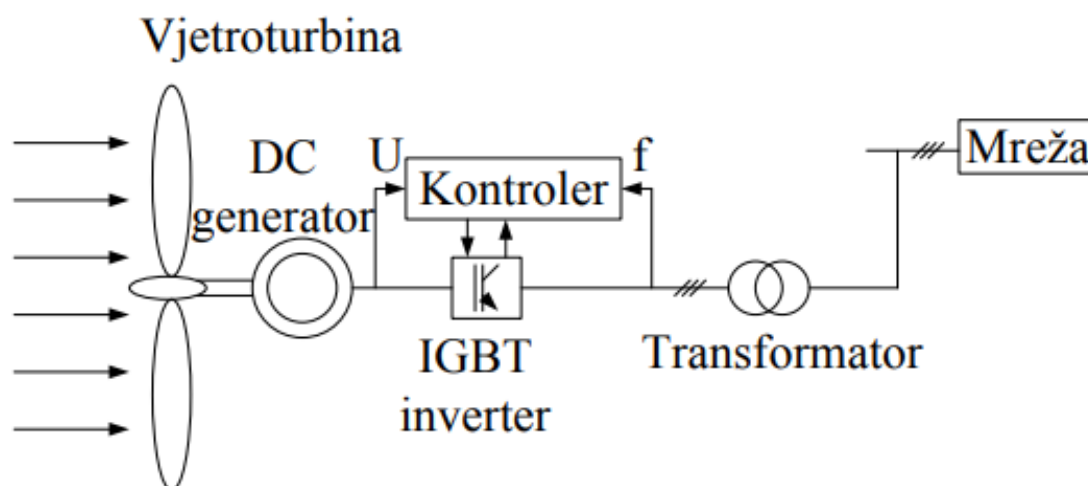 Vjetroturbina
DC
generator
U
Kontroler
f
IGBT
inverter
Transformator
Mreža